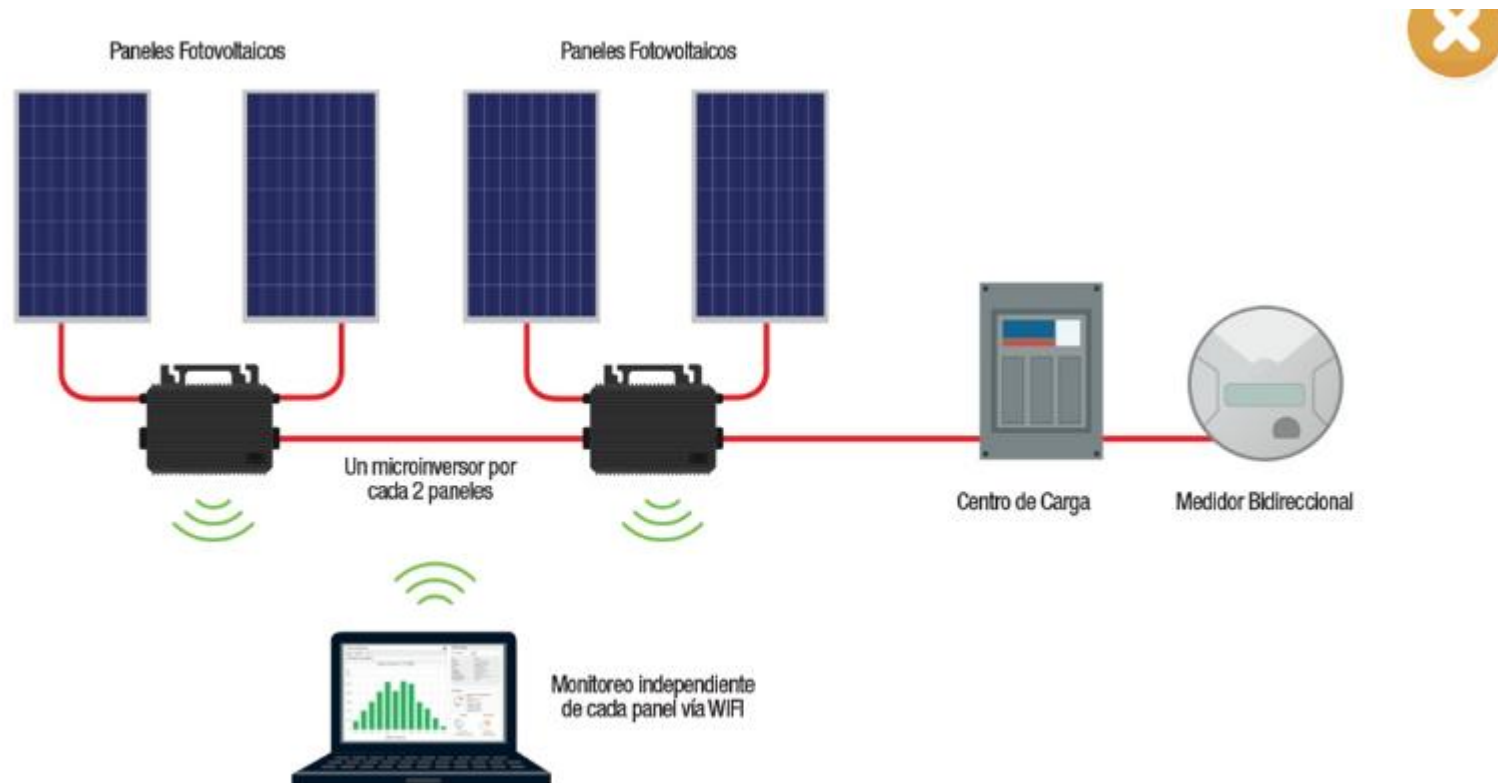 Paneles Fotovoltaicos
Paneles Fotovoltaicos
Un microinversor por
cada 2 paneles
Centro de Carga
Medidor Bidireccional
Monitoreo independiente
de cada panel vía WIFI